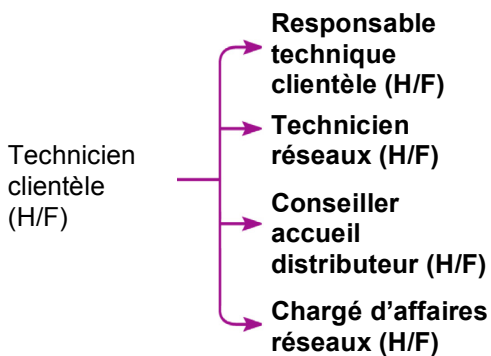 Responsable
technique
clientèle (H/F)
Technicien
réseaux (H/F)
Technicien
clientèle
(H/F)
Conseiller
accueil
distributeur (H/F)
Chargé d'affaires
réseaux (H/F)